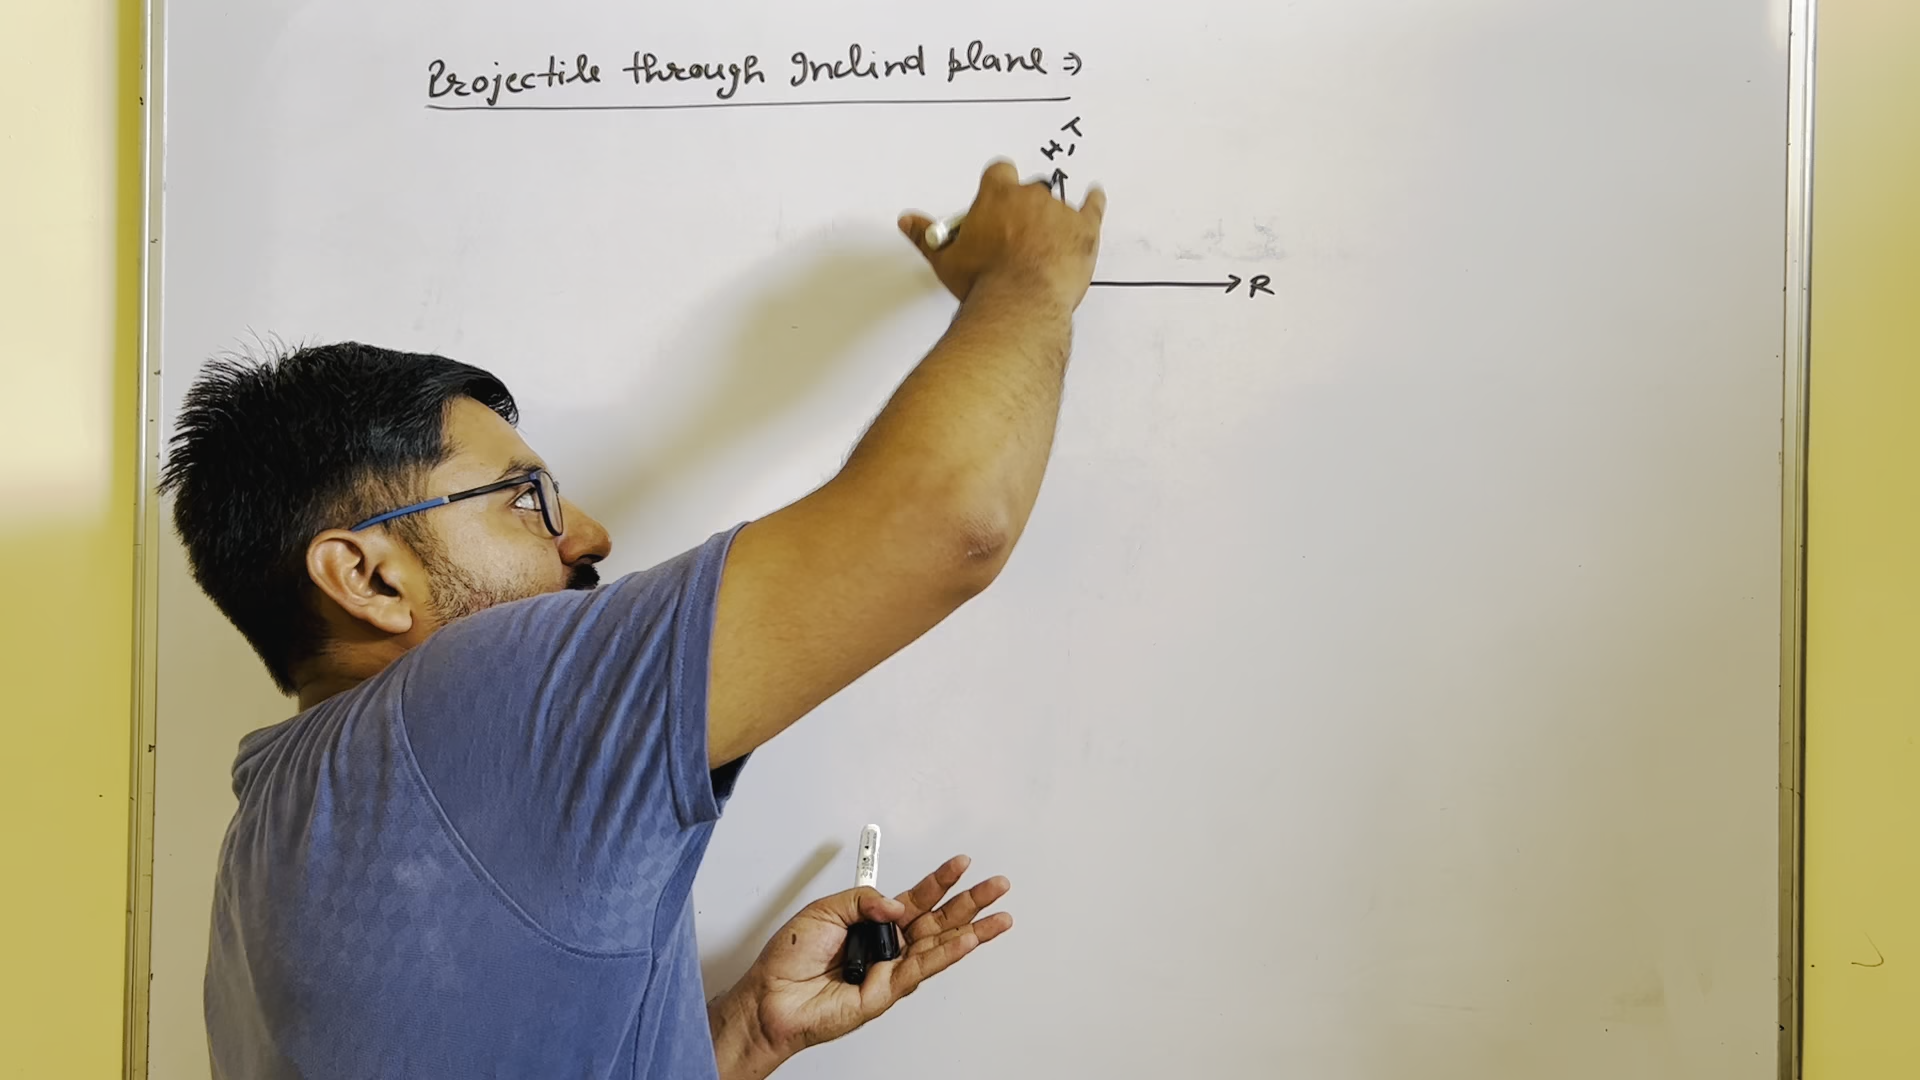 Projectile through Inclind plane ⇒
T
H
R